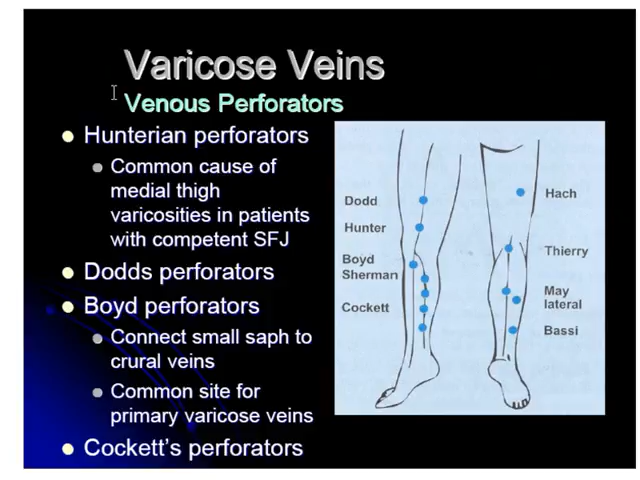 Varicose Veins
Venous Perforators
Hunterian perforators
Common cause of
medial thigh
varicosities in patients
with competent SFJ
Dodds perforators
Boyd perforators
Connect small saph to
crural veins
Common site for
primary varicose veins
Cockett's perforators
Dodd
Hunter
Boyd
Sherman
Cockett
Hach
Thierry
May
lateral
Bassi